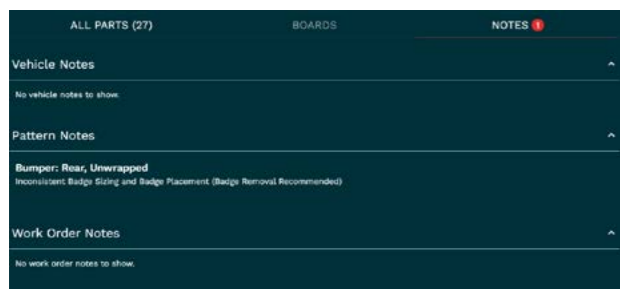 ALL PARTS (27) BOARDS NOTES 1
Vehicle Notes
No vehicle notes to show.
Pattern Notes
Bumper: Rear, Unwrapped
Inconsistent Badge Sizing and Badge Placement (Badge Removal Recommended)
Work Order Notes
No work order notes to show.